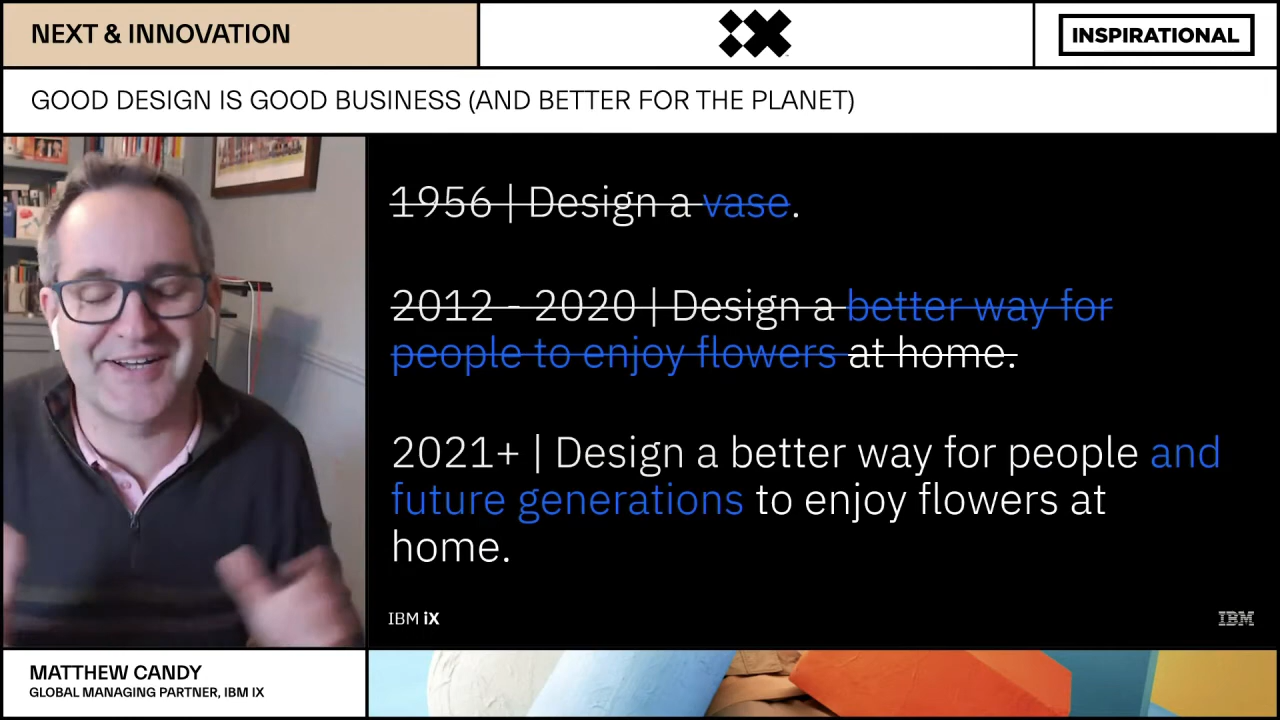 NEXT & INNOVATION
INSPIRATIONAL
GOOD DESIGN IS GOOD BUSINESS (AND BETTER FOR THE PLANET)
1956 | Design a vase.
2012 - 2020 | Design a better way for
people to enjoy flowers at home.
2021+ | Design a better way for people and
future generations to enjoy flowers at
home.
IBM iX
IBM
MATTHEW CANDY
GLOBAL MANAGING PARTNER, IBM IX